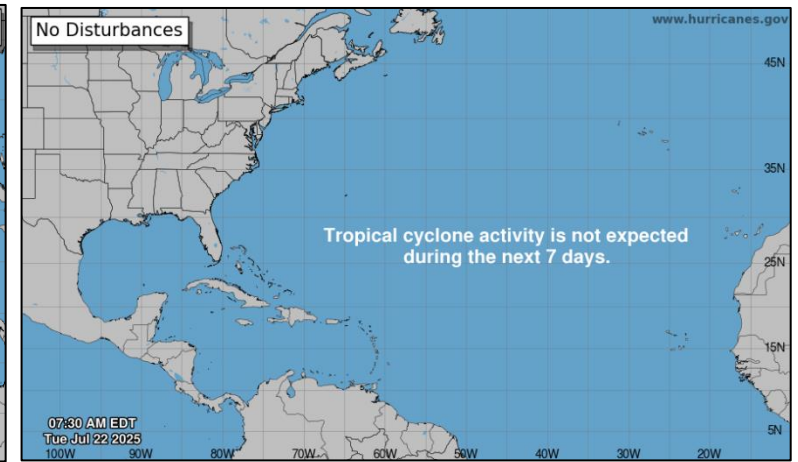 No Disturbances
www.hurricanes.gov
45N
35N
Tropical cyclone activity is not expected
during the next 7 days.
25N
15N
07:30 AM EDT
Tue Jul 22 2025
5N
100W 90W 80W 70W 60W 50W 40W 30W 20W